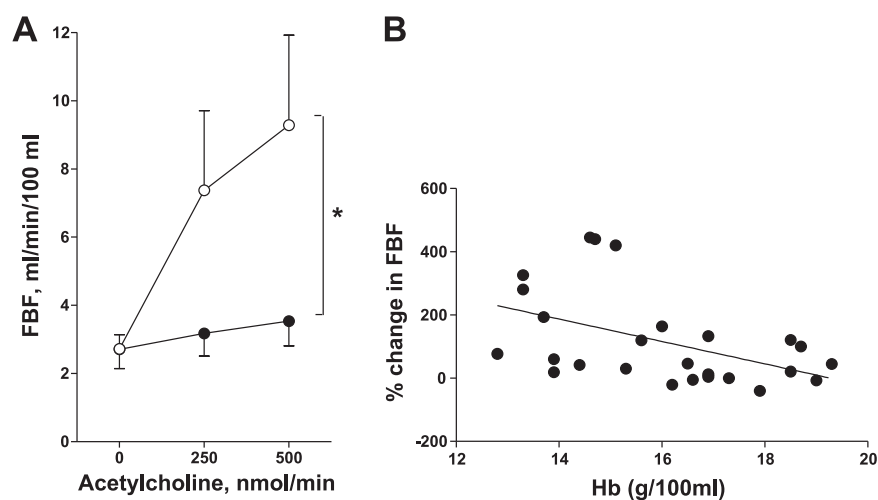 A
B
12
10
8
6
4
2
0
FBF, ml/min/100 ml
*
0 250 500
Acetylcholine, nmol/min
600
400
200
0
-200
% change in FBF
12 14 16 18 20
Hb (g/100ml)